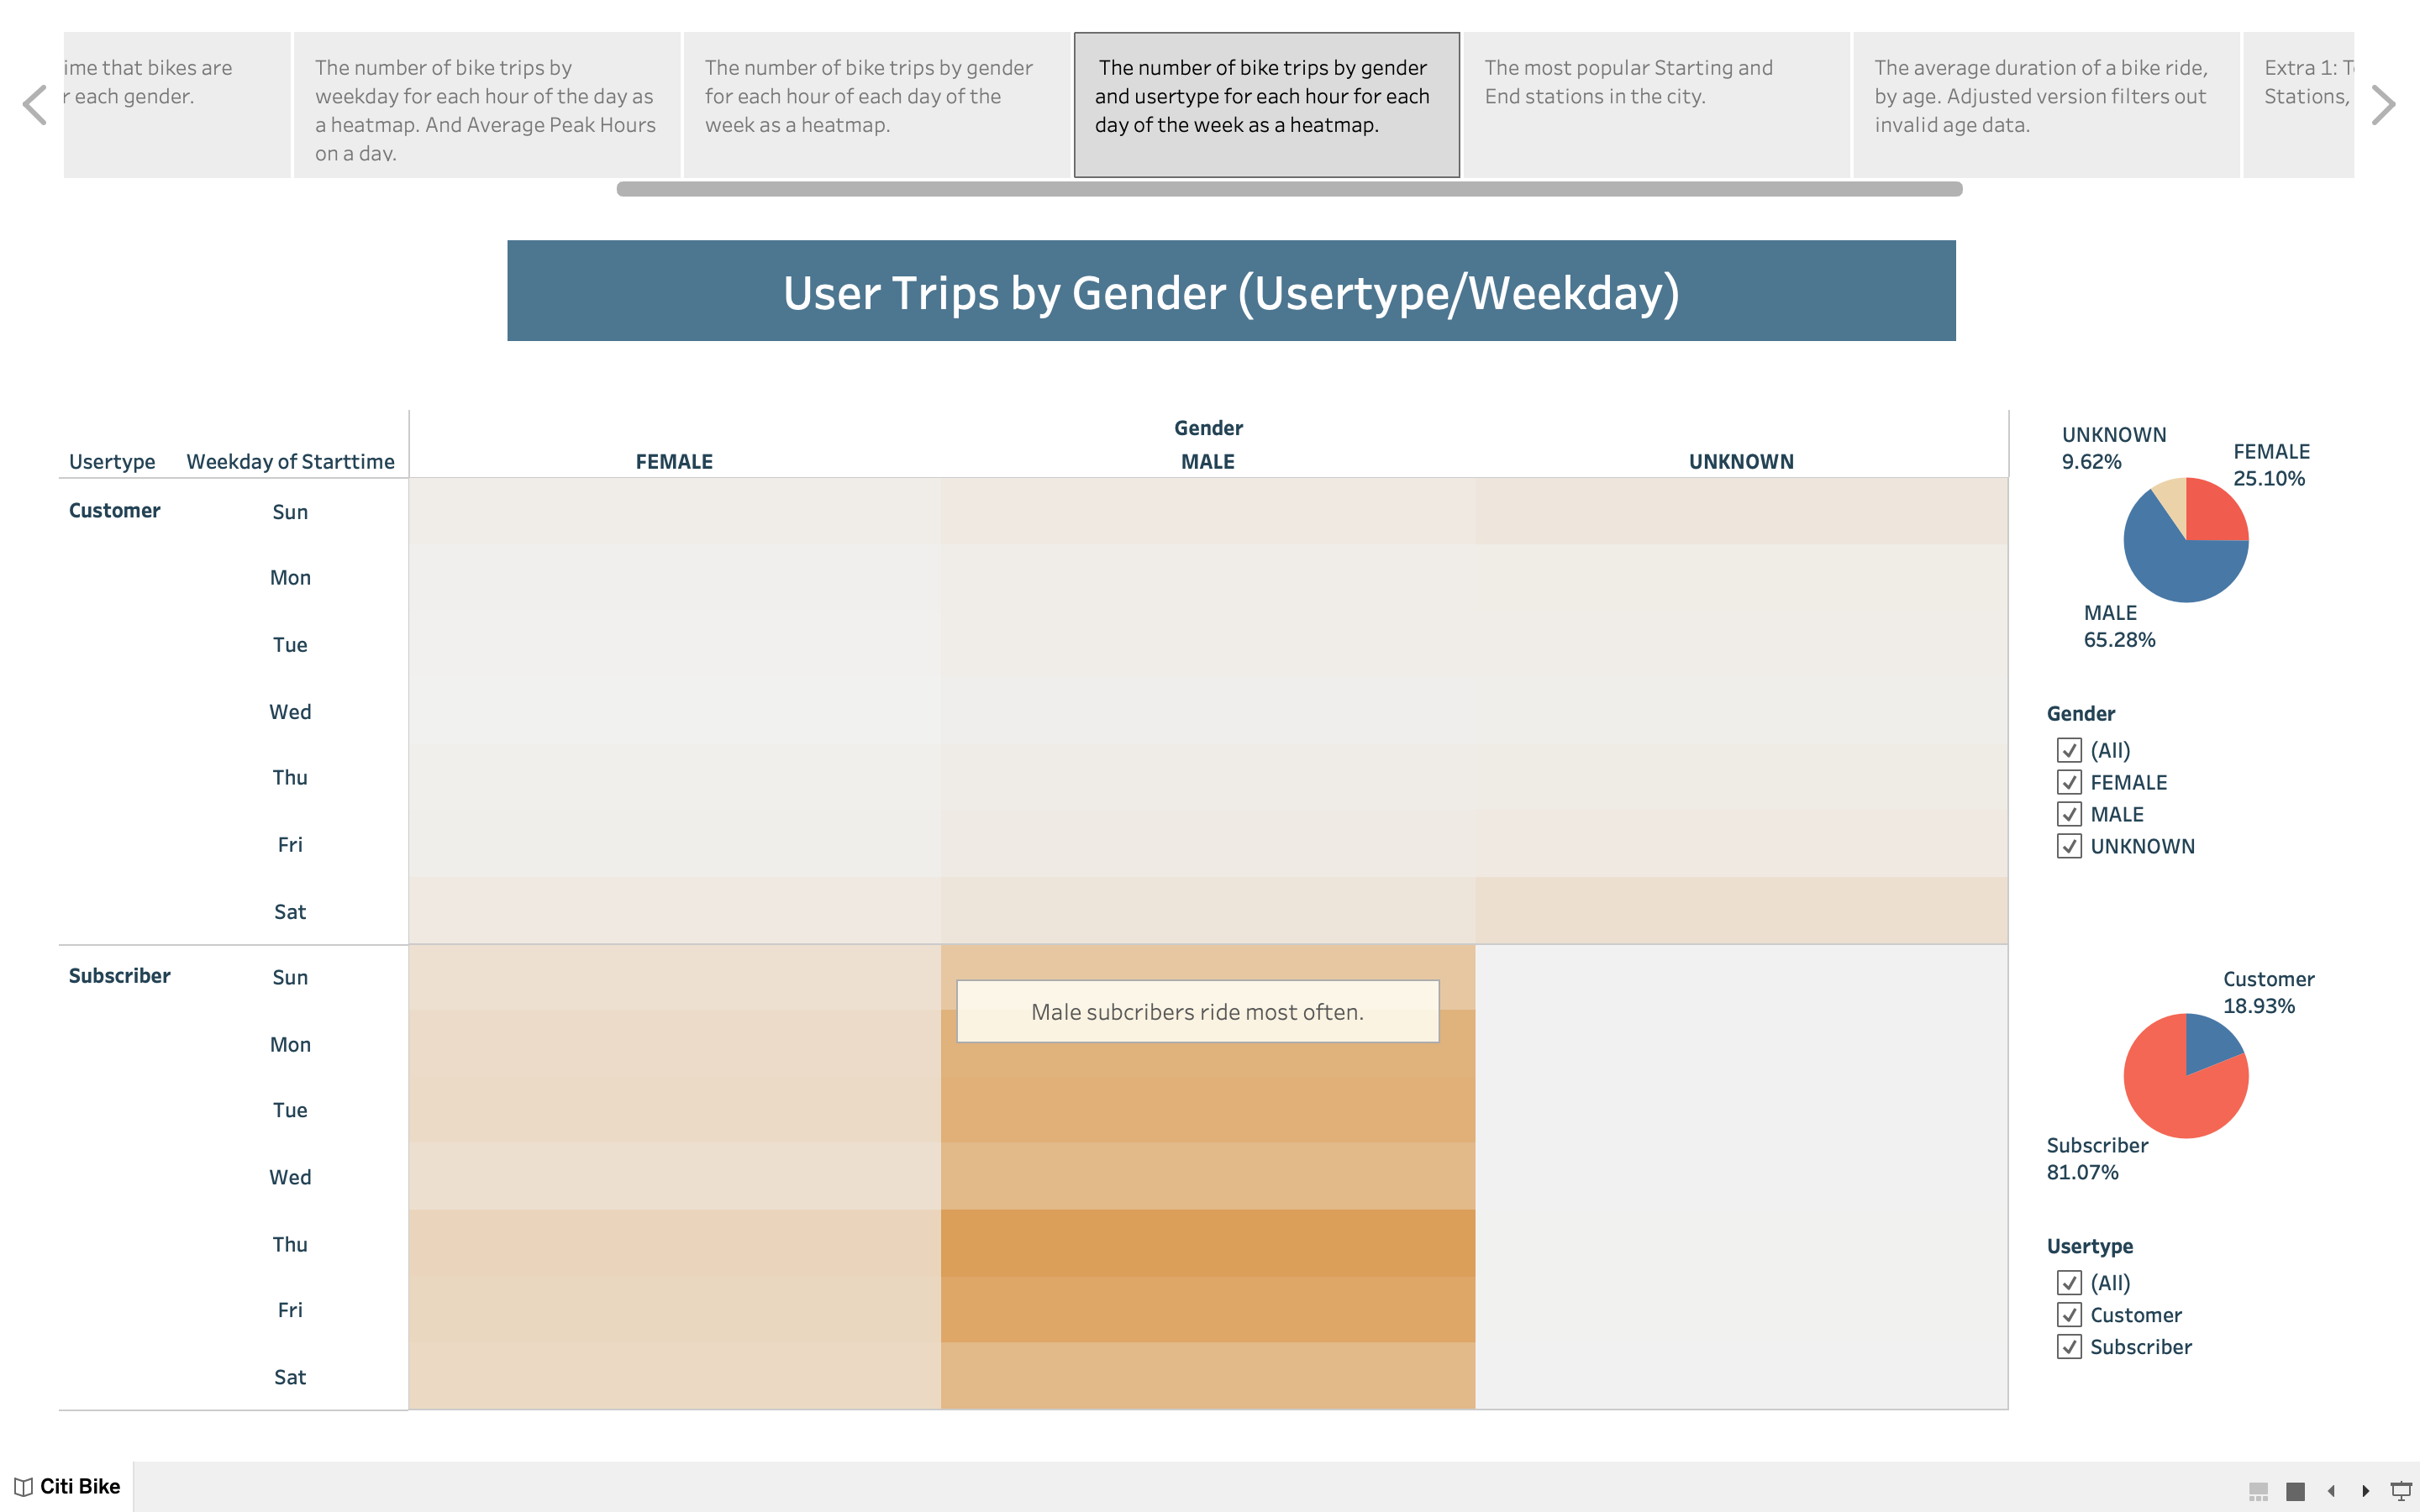 ime that bikes are
r each gender.
The number of bike trips by
weekday for each hour of the day as
a heatmap. And Average Peak Hours
on a day.
The number of bike trips by gender
for each hour of each day of the
week as a heatmap.
The number of bike trips by gender
and usertype for each hour for each
day of the week as a heatmap.
The most popular Starting and
End stations in the city.
The average duration of a bike ride,
by age. Adjusted version filters out
invalid age data.
Extra 1:
Stations,
User Trips by Gender (Usertype/Weekday)
Gender
Usertype Weekday of Starttime FEMALE MALE UNKNOWN
Customer Sun
Mon
Tue
Wed
Thu
Fri
Sat
Subscriber Sun
Mon
Tue
Wed
Thu
Fri
Sat
Male subcribers ride most often.
UNKNOWN
9.62%
FEMALE
25.10%
MALE
65.28%
Gender
(All)
FEMALE
MALE
UNKNOWN
Customer
18.93%
Subscriber
81.07%
Usertype
(All)
Customer
Subscriber
Citi Bike